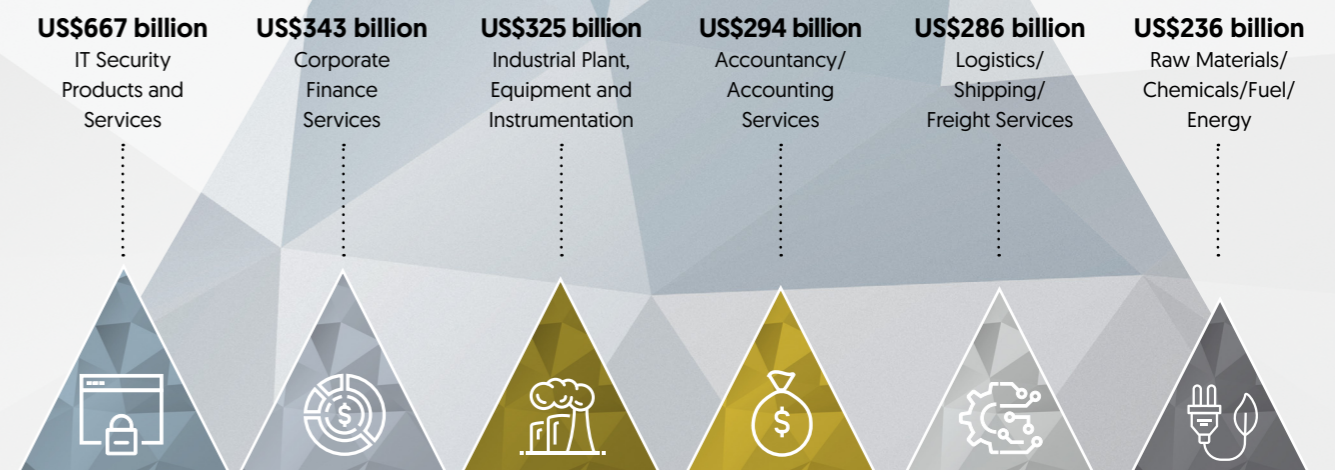 US$667 billion
IT Security
Products and
Services
US$343 billion
Corporate
Finance
Services
US$325 billion
Industrial Plant,
Equipment and
Instrumentation
US$294 billion
Accountancy/
Accounting
Services
US$286 billion
Logistics/
Shipping/
Freight Services
US$236 billion
Raw Materials/
Chemicals/Fuel/
Energy
$
$